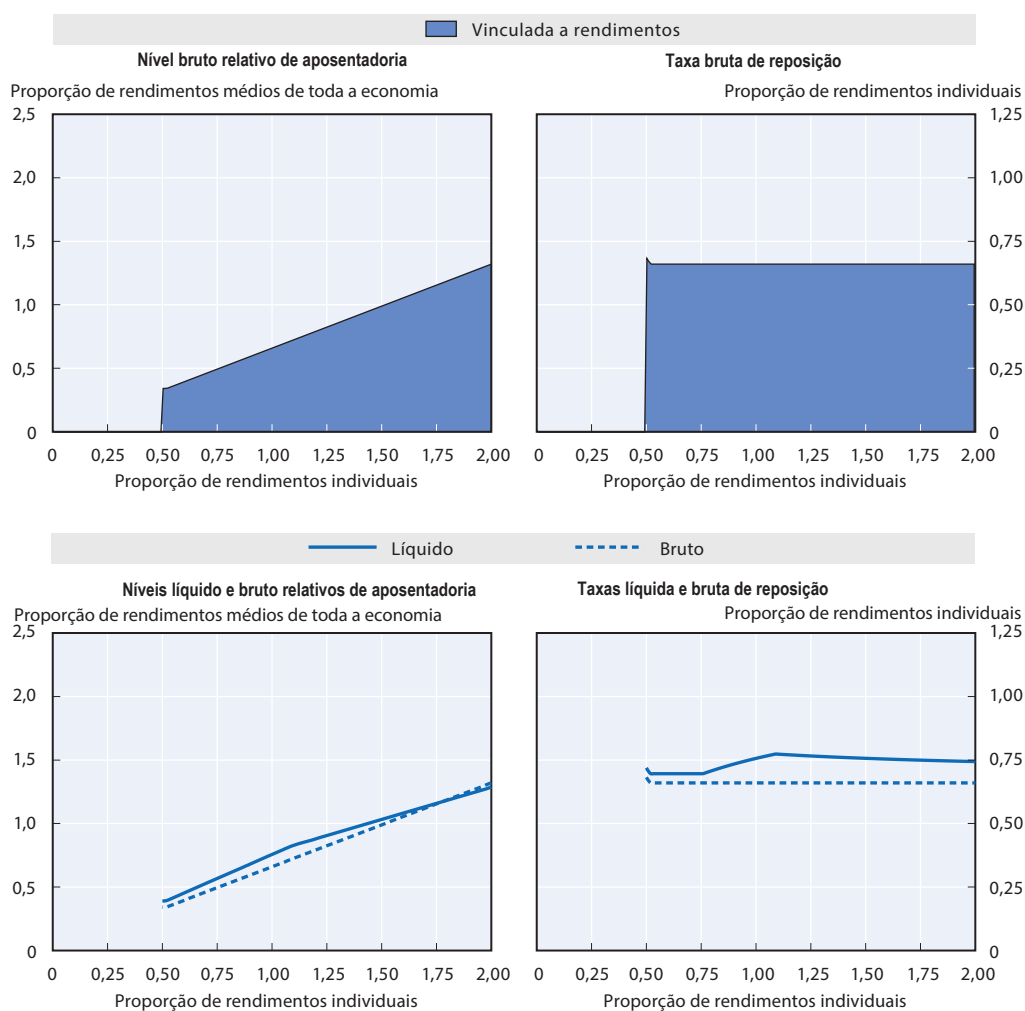 Vinculada a rendimentos
Nível bruto relativo de aposentadoria
Proporção de rendimentos médios de toda a economia
2,5
2,0
1,5
1,0
0,5
0
0 0,25 0,50 0,75 1,00 1,25 1,50 1,75 2,00
Proporção de rendimentos individuais
Taxa bruta de reposição
Proporção de rendimentos individuais
1,25
1,00
0,75
0,50
0,25
0
0 0,25 0,50 0,75 1,00 1,25 1,50 1,75 2,00
Proporção de rendimentos individuais
Líquido Bruto
Níveis líquido e bruto relativos de aposentadoria
Proporção de rendimentos médios de toda a economia
2,5
2,0
1,5
1,0
0,5
0
0 0,25 0,50 0,75 1,00 1,25 1,50 1,75 2,00
Proporção de rendimentos individuais
Taxas líquida e bruta de reposição
Proporção de rendimentos individuais
1,25
1,00
0,75
0,50
0,25
0
0 0,25 0,50 0,75 1,00 1,25 1,50 1,75 2,00
Proporção de rendimentos individuais